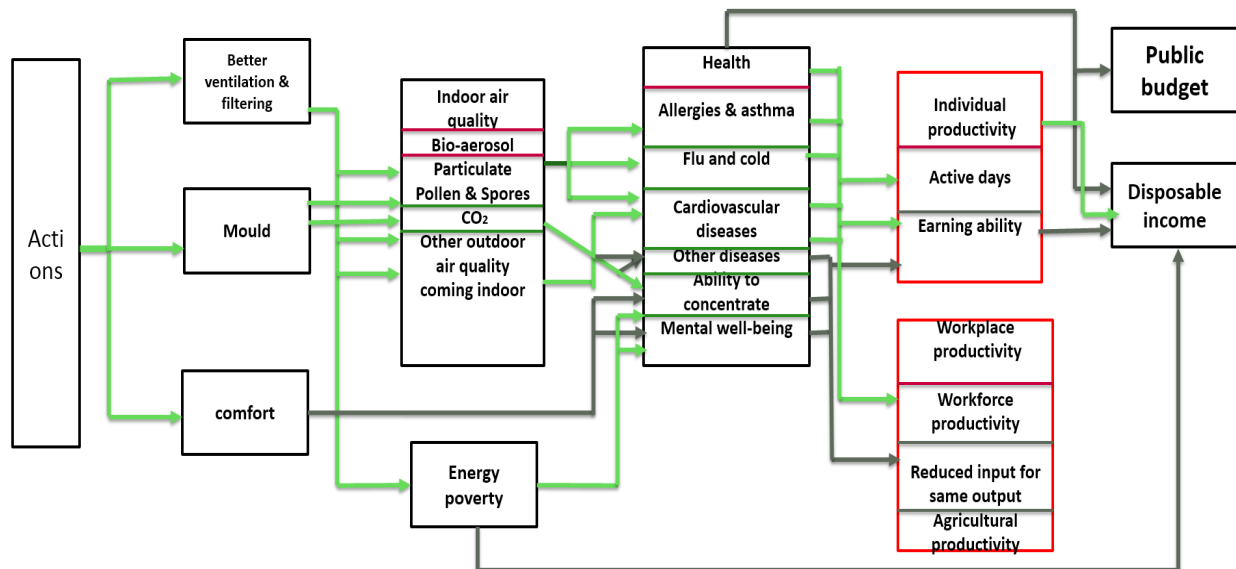 Acti
ons
Better
ventilation &
filtering
Mould
comfort
Indoor air
quality
Bio-aerosol
Particulate
Pollen & Spores
CO₂
Other outdoor
air quality
coming indoor
Energy
poverty
Health
Allergies & asthma
Flu and cold
Cardiovascular
diseases
Other diseases
Ability to
concentrate
Mental well-being
Individual
productivity
Active days
Earning ability
Workplace
productivity
Workforce
productivity
Reduced input for
same output
Agricultural
productivity
Public
budget
Disposable
income